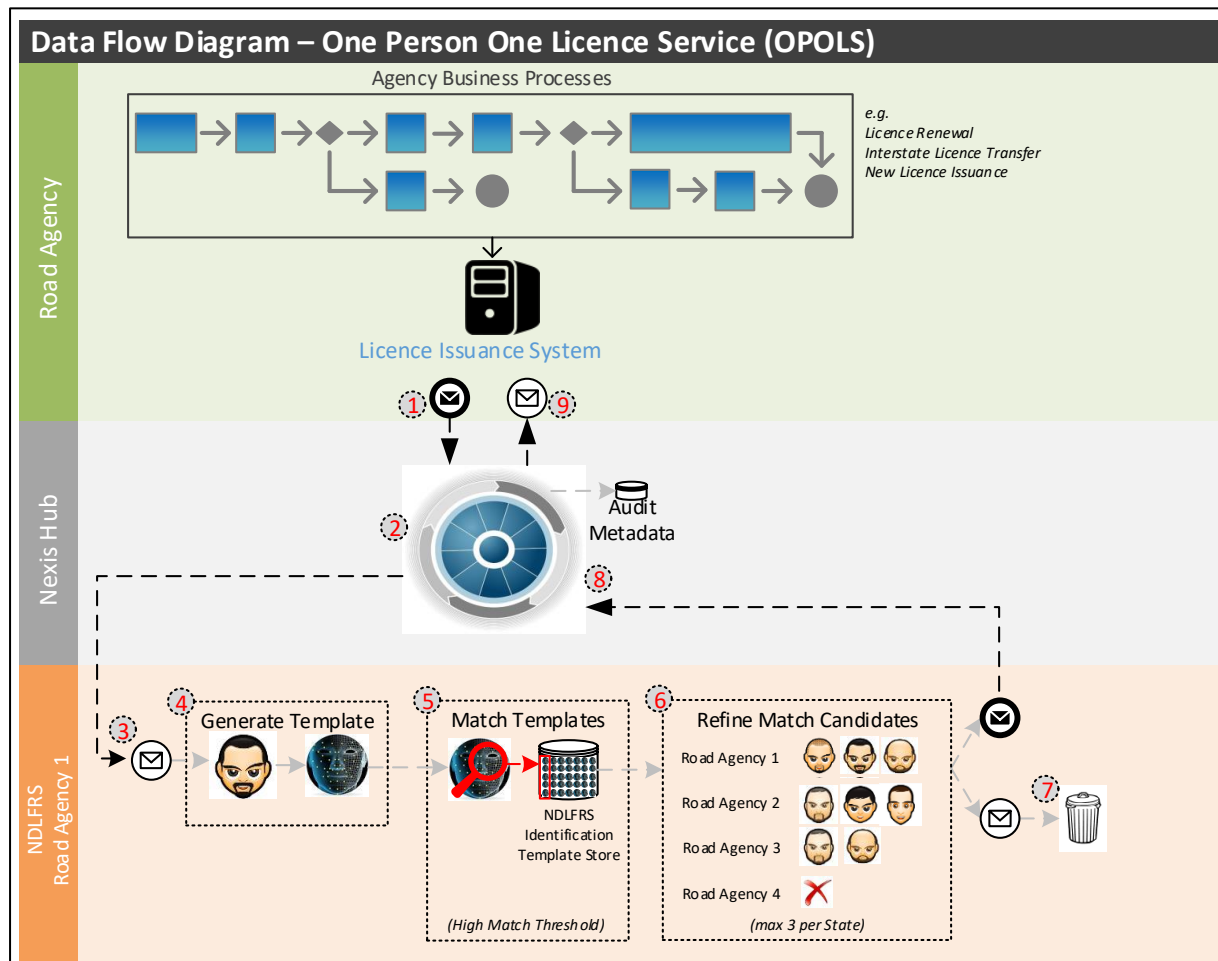 Data Flow Diagram – One Person One Licence Service (OPOLS)
Road Agency
Agency Business Processes
e.g.
Licence Renewal
Interstate Licence Transfer
New Licence Issuance
Licence Issuance System
1
9
Nexis Hub
2
Audit
Metadata
8
NDLFRS
Road Agency 1
3
4
Generate Template
5
Match Templates
NDLFRS
Identification
Template Store
(High Match Threshold)
6
Refine Match Candidates
Road Agency 1
Road Agency 2
Road Agency 3
Road Agency 4
(max 3 per State)
7